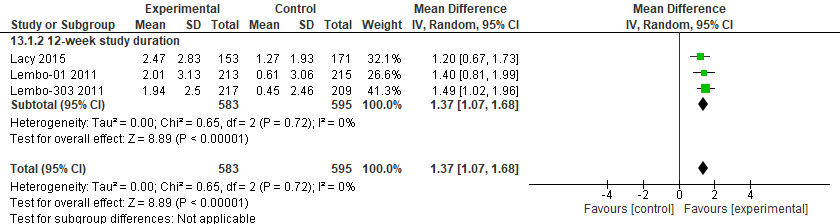 Experimental Control Mean Difference Mean Difference
Study or Subgroup Mean SD Total Mean SD Total Weight IV, Random, 95% CI IV, Random, 95% CI
13.1.2 12-week study duration
Lacy 2015 2.47 2.83 153 1.27 1.93 171 32.1% 1.20 [0.67, 1.73]
Lembo-01 2011 2.01 3.13 213 0.61 3.06 215 26.6% 1.40 [0.81, 1.99]
Lembo-303 2011 1.94 2.5 217 0.45 2.46 209 41.3% 1.49 [1.02, 1.96]
Subtotal (95% CI) 583 595 100.0% 1.37 [1.07, 1.68]
Heterogeneity: Tau² = 0.00; Chi² = 0.65, df = 2 (P = 0.72); I² = 0%
Test for overall effect: Z = 8.89 (P < 0.00001)
Total (95% CI) 583 595 100.0% 1.37 [1.07, 1.68]
Heterogeneity: Tau² = 0.00; Chi² = 0.65, df = 2 (P = 0.72); I² = 0%
Test for overall effect: Z = 8.89 (P < 0.00001)
Test for subgroup differences: Not applicable
-4 -2 0 2 4
Favours [control] Favours [experimental]